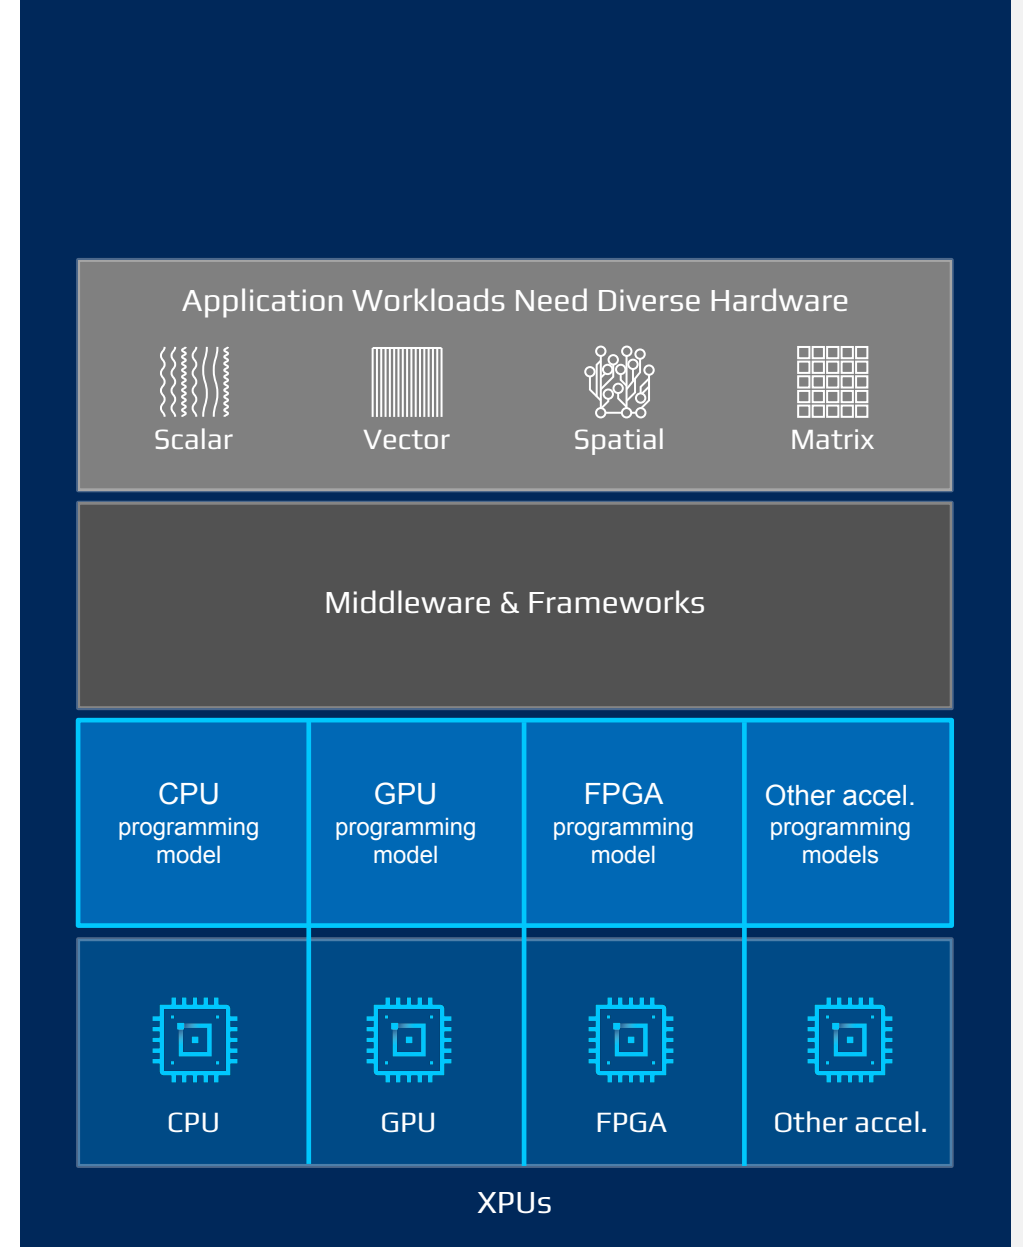 Application Workloads Need Diverse Hardware
Scalar
Vector
Spatial
Matrix
Middleware & Frameworks
CPU
programming
model
GPU
programming
model
FPGA
programming
model
Other accel.
programming
models
CPU
GPU
FPGA
Other accel.
XPUs